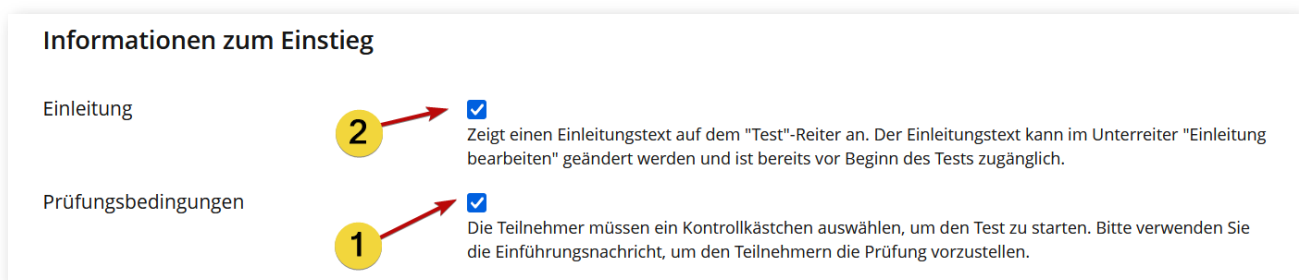 Informationen zum Einstieg
Einleitung
2
Zeigt einen Einleitungstext auf dem "Test"-Reiter an. Der Einleitungstext kann im Unterreiter "Einleitung
bearbeiten" geändert werden und ist bereits vor Beginn des Tests zugänglich.
Prüfungsbedingungen
1
Die Teilnehmer müssen ein Kontrollkästchen auswählen, um den Test zu starten. Bitte verwenden Sie
die Einführungsnachricht, um den Teilnehmern die Prüfung vorzustellen.